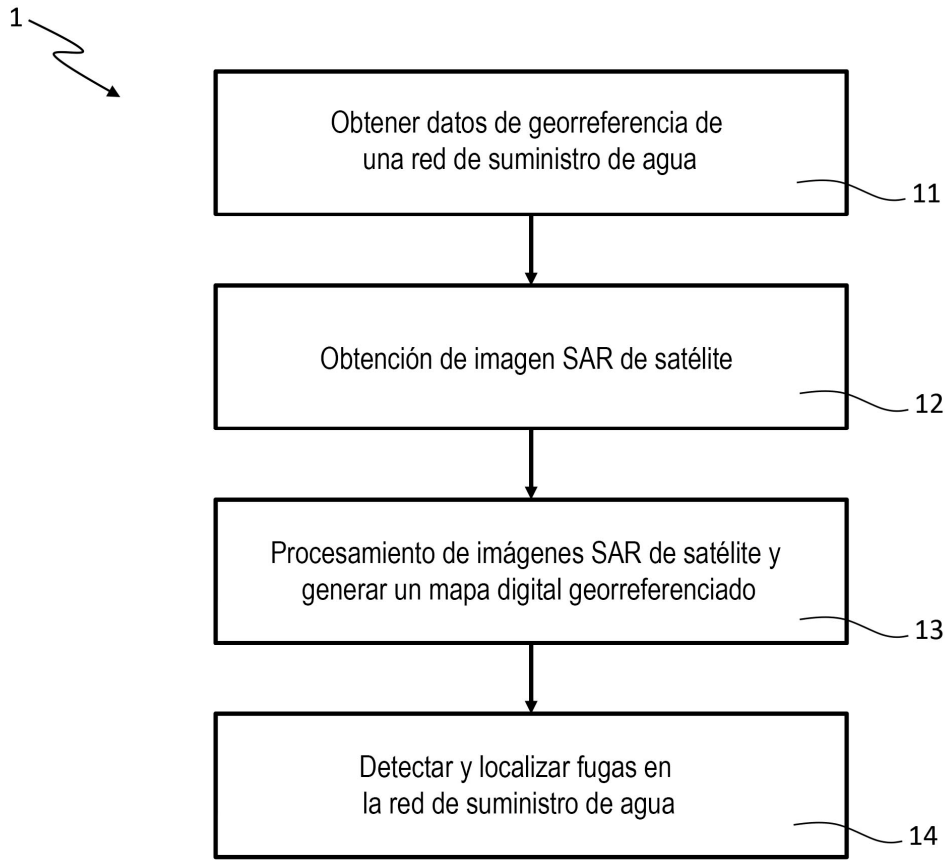 1
Obtener datos de georreferencia de
una red de suministro de agua
11
Obtención de imagen SAR de satélite
12
Procesamiento de imágenes SAR de satélite y
generar un mapa digital georreferenciado
13
Detectar y localizar fugas en
la red de suministro de agua
14